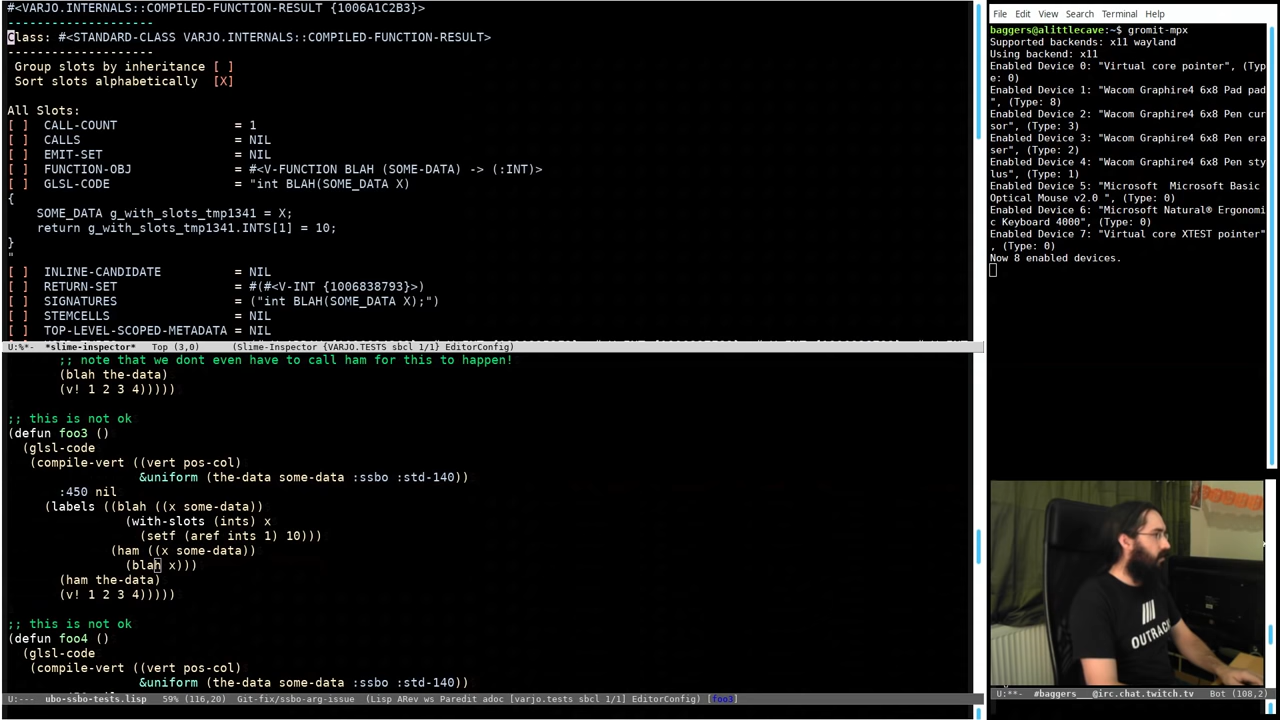 #<VARJO.INTERNALS::COMPILED-FUNCTION-RESULT {1006A1C2B3}>
--------------------
Class: #<STANDARD-CLASS VARJO.INTERNALS::COMPILED-FUNCTION-RESULT>
--------------------
Group slots by inheritance [ ]
Sort slots alphabetically  [X]
All Slots:
[ ]  CALL-COUNT                = 1
[ ]  CALLS                     = NIL
[ ]  EMIT-SET                  = NIL
[ ]  FUNCTION-OBJ              = #<V-FUNCTION BLAH (SOME-DATA) -> (:INT)>
[ ]  GLSL-CODE                 = "int BLAH(SOME_DATA X)
{
    SOME_DATA g_with_slots_tmp1341 = X;
    return g_with_slots_tmp1341.INTS[1] = 10;
}
"
[ ]  INLINE-CANDIDATE          = NIL
[ ]  RETURN-SET                = #(#<V-INT {1006838793}>)
[ ]  SIGNATURES                = ("int BLAH(SOME_DATA X);")
[ ]  STEMCELLS                 = NIL
[ ]  TOP-LEVEL-SCOPED-METADATA = NIL
U:%*-  *slime-inspector*   Top (3,0)      (Slime-Inspector {VARJO.TESTS sbcl 1/1} EditorConfig)
;; note that we dont even have to call ham for this to happen!
(blah the-data)
(v! 1 2 3 4)))))
;; this is not ok
(defun foo3 ()
  (glsl-code
   (compile-vert ((vert pos-col)
                  &uniform (the-data some-data :ssbo :std-140))
       :450 nil
     (labels ((blah ((x some-data))
                (with-slots (ints) x
                  (setf (aref ints 1) 10)))
              (ham ((x some-data))
                (blah x)))
       (ham the-data)
       (v! 1 2 3 4)))))
;; this is not ok
(defun foo4 ()
  (glsl-code
   (compile-vert ((vert pos-col)
                  &uniform (the-data some-data :ssbo :std-140))
U:---  ubo-ssbo-tests.lisp   59% (116,20)   Git-fix/ssbo-arg-issue  (Lisp ARev ws Paredit adoc [varjo.tests sbcl 1/1] EditorConfig) [foo3]
File  Edit  View  Search  Terminal  Help
baggers@alittlecave:~$ gromit-mpx
Supported backends: x11 wayland
Using backend: x11
Enabled Device 0: "Virtual core pointer", (Typ
e: 0)
Enabled Device 1: "Wacom Graphire4 6x8 Pad pad
", (Type: 8)
Enabled Device 2: "Wacom Graphire4 6x8 Pen cur
sor", (Type: 3)
Enabled Device 3: "Wacom Graphire4 6x8 Pen era
ser", (Type: 2)
Enabled Device 4: "Wacom Graphire4 6x8 Pen sty
lus", (Type: 1)
Enabled Device 5: "Microsoft  Microsoft Basic
Optical Mouse v2.0 ", (Type: 0)
Enabled Device 6: "Microsoft Natural® Ergonomi
c Keyboard 4000", (Type: 0)
Enabled Device 7: "Virtual core XTEST pointer"
, (Type: 0)
Now 8 enabled devices.
U:**-  #baggers___@irc.chat.twitch.tv   Bot (108,2)